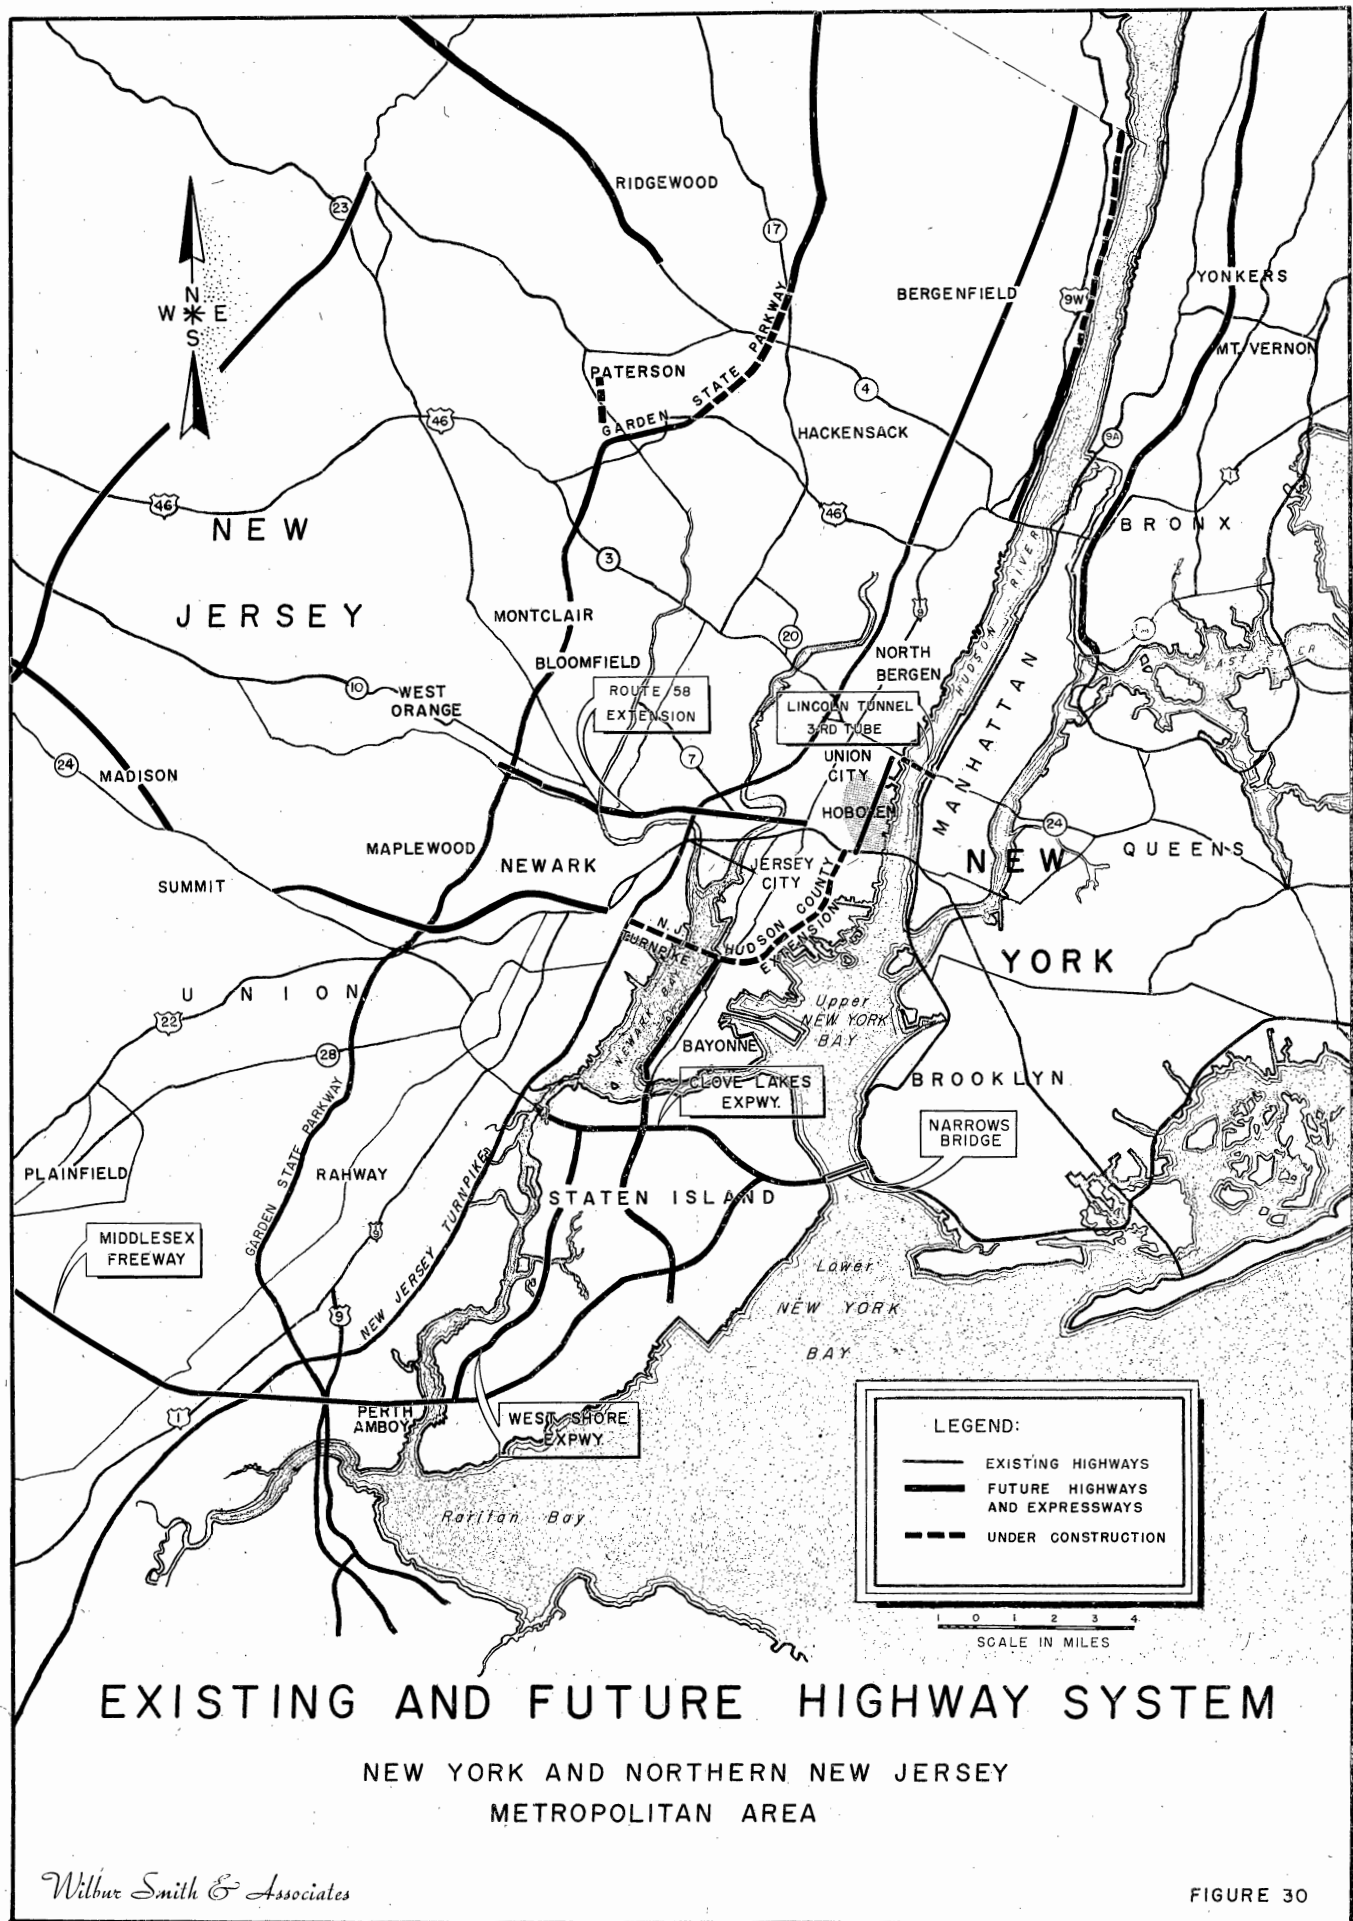 RIDGEWOOD
23
17
YONKERS
BERGENFIELD
9W
N
W E
S
MT. VERNON
GARDEN STATE PARKWAY
PATERSON
4
46
HACKENSACK
9A
1
46
46
NEW
JERSEY
BRONX
3
HUDSON RIVER
MONTCLAIR
20
9
BLOOMFIELD
NORTH
BERGEN
EAST
MANHATTAN
10
WEST
ORANGE
ROUTE 58
EXTENSION
LINCOLN TUNNEL
3RD TUBE
7
UNION
CITY
24
MADISON
HOBOKEN
24
MAPLEWOOD
NEWARK
JERSEY
CITY
NEW
YORK
QUEENS
SUMMIT
N. J.
TURNPIKE
HUDSON COUNTY
EXTENSION
UNION
22
28
NEWARK BAY
Upper
NEW YORK
BAY
BAYONNE
CLOVE LAKES
EXPWY.
BROOKLYN
NARROWS
BRIDGE
PLAINFIELD
GARDEN STATE PARKWAY
RAHWAY
NEW JERSEY TURNPIKE
STATEN ISLAND
MIDDLESEX
FREEWAY
9
9
Lower
NEW YORK
BAY
1
PERTH
AMBOY
WEST SHORE
EXPWY.
Raritan Bay
LEGEND:
EXISTING HIGHWAYS
FUTURE HIGHWAYS
AND EXPRESSWAYS
UNDER CONSTRUCTION
1 0 1 2 3 4
SCALE IN MILES
EXISTING AND FUTURE HIGHWAY SYSTEM
NEW YORK AND NORTHERN NEW JERSEY
METROPOLITAN AREA
Wilbur Smith & Associates
FIGURE 30